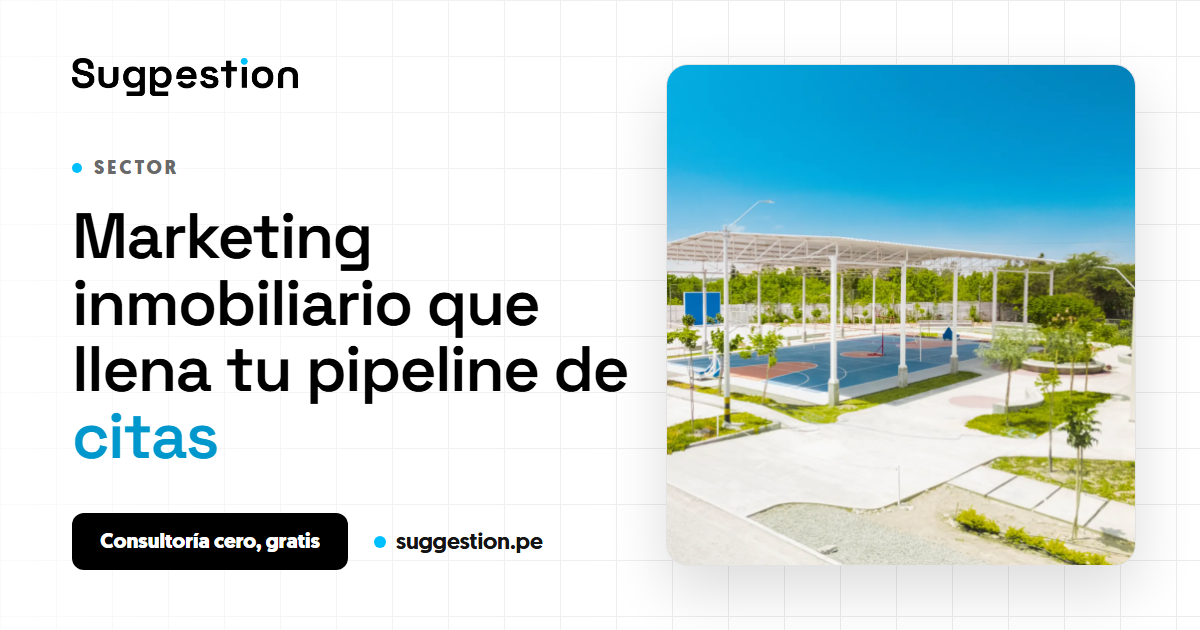 Suggestion
SECTOR
Marketing
inmobiliario que
llena tu pipeline de
citas
Consultoría cero, gratis
suggestion.pe